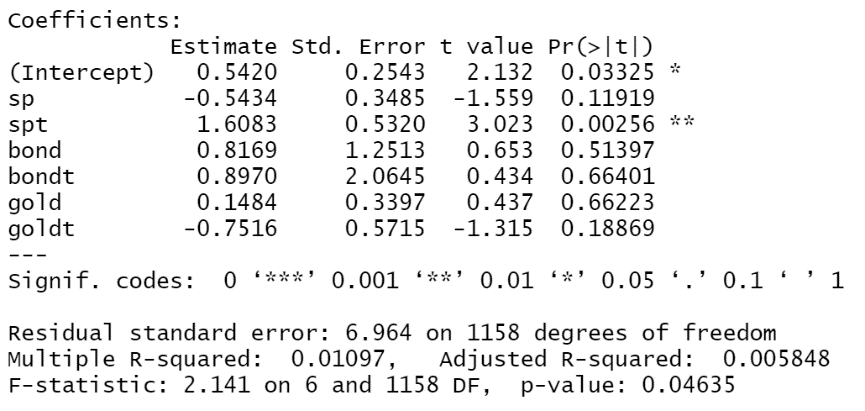 Coefficients:
Estimate Std. Error t value Pr(>|t|)
(Intercept) 0.5420 0.2543 2.132 0.03325 *
sp -0.5434 0.3485 -1.559 0.11919
spt 1.6083 0.5320 3.023 0.00256 **
bond 0.8169 1.2513 0.653 0.51397
bondt 0.8970 2.0645 0.434 0.66401
gold 0.1484 0.3397 0.437 0.66223
goldt -0.7516 0.5715 -1.315 0.18869
---
Signif. codes: 0 ‘***’ 0.001 ‘**’ 0.01 ‘*’ 0.05 ‘.’ 0.1 ‘ ’ 1
Residual standard error: 6.964 on 1158 degrees of freedom
Multiple R-squared: 0.01097, Adjusted R-squared: 0.005848
F-statistic: 2.141 on 6 and 1158 DF, p-value: 0.04635